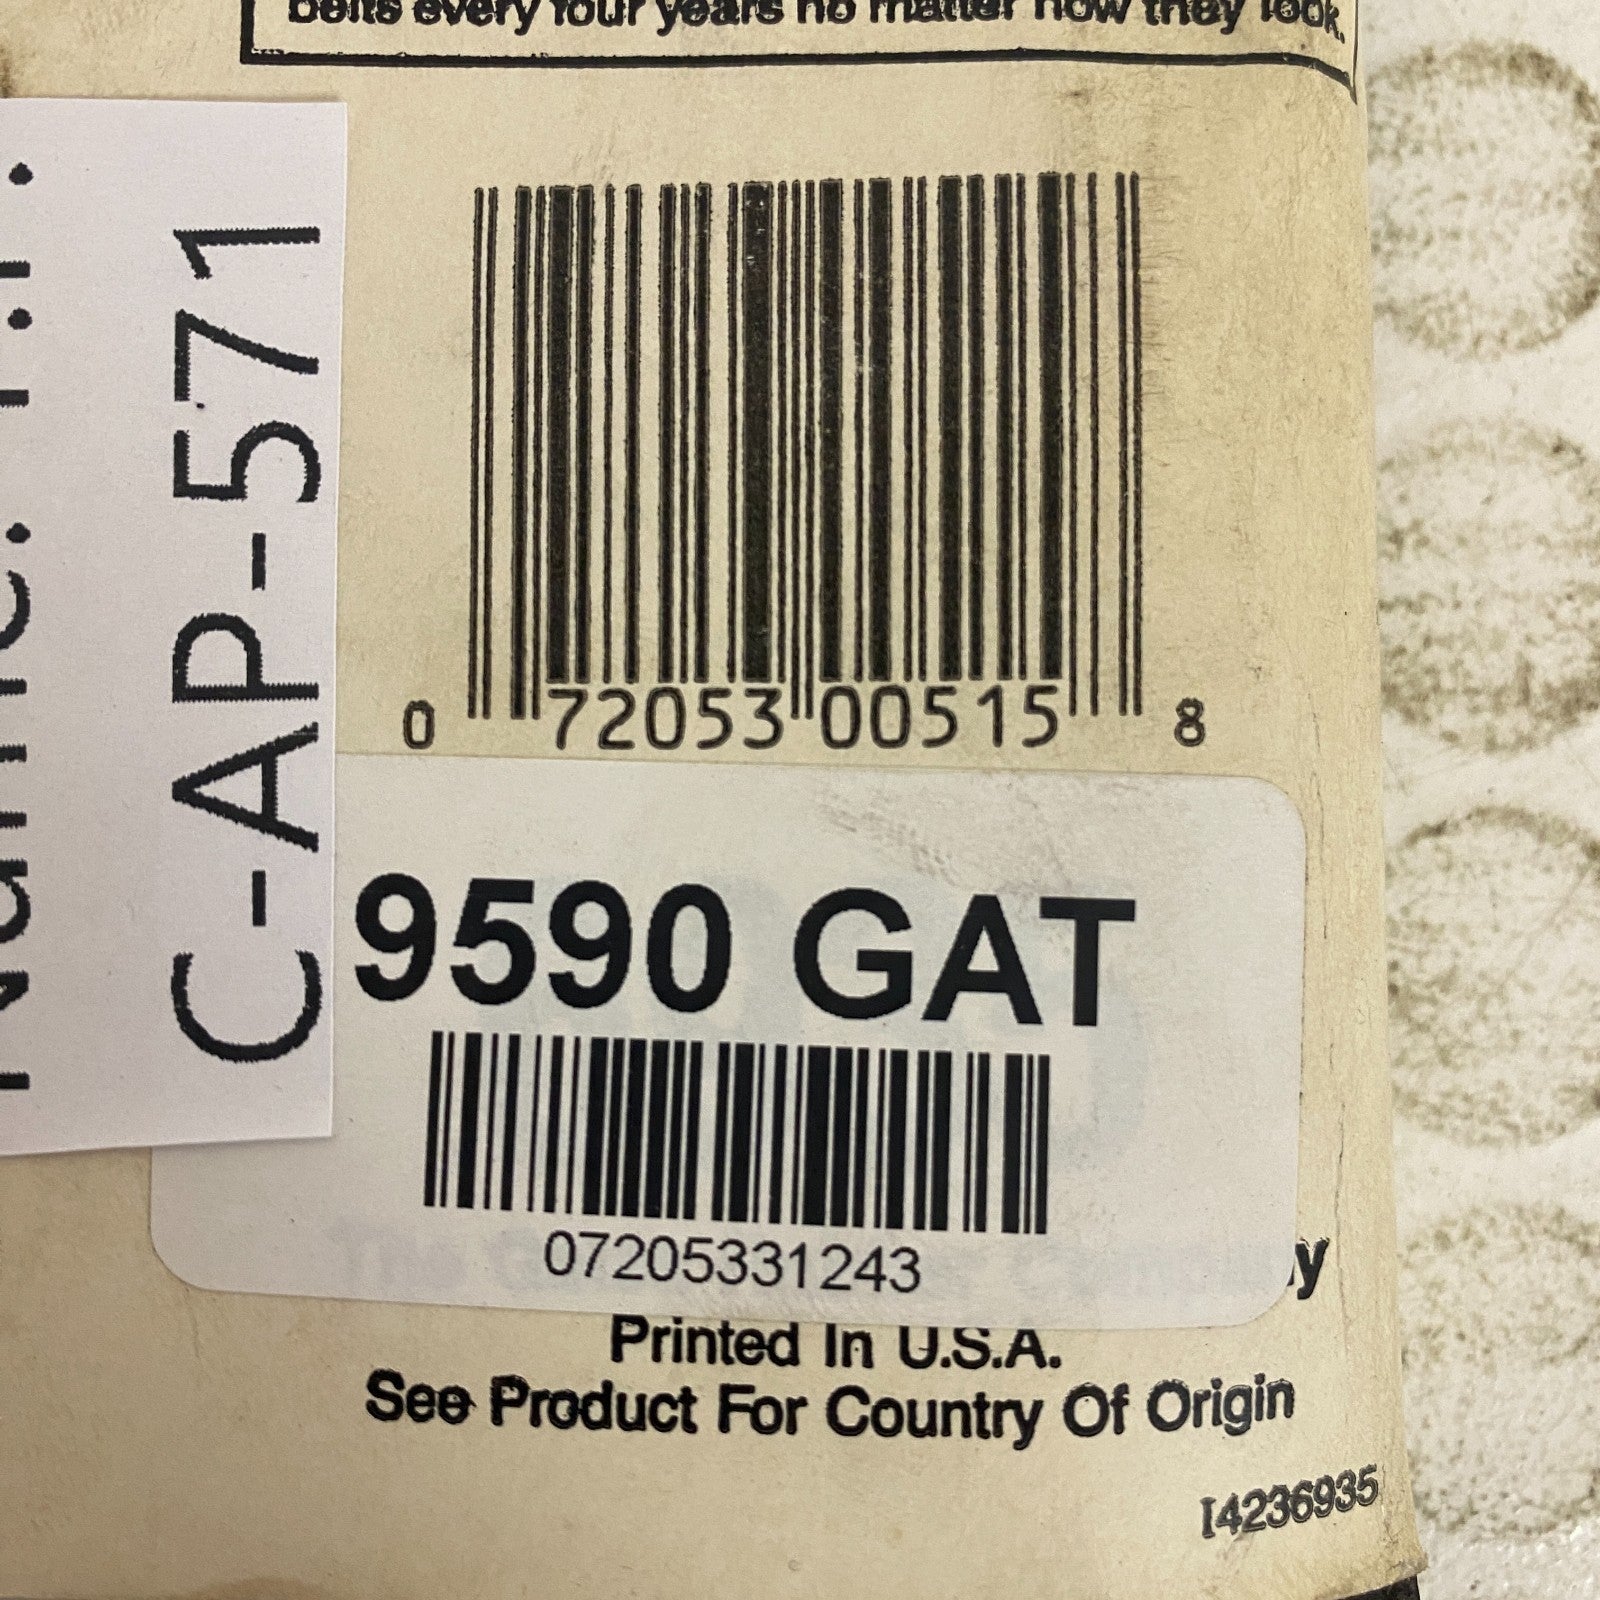 belts every four years no matter how they look.
C-AP-571
0 72053 00515 8
9590 GAT
07205331243
Printed In U.S.A.
See Product For Country Of Origin
I4236935